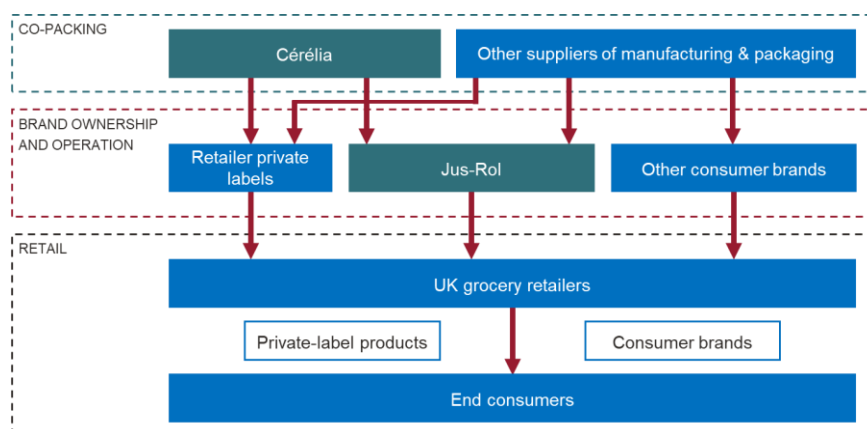 CO-PACKING
Cérélia
Other suppliers of manufacturing & packaging
BRAND OWNERSHIP
AND OPERATION
Retailer private
labels
Jus-Rol
Other consumer brands
RETAIL
UK grocery retailers
Private-label products
Consumer brands
End consumers